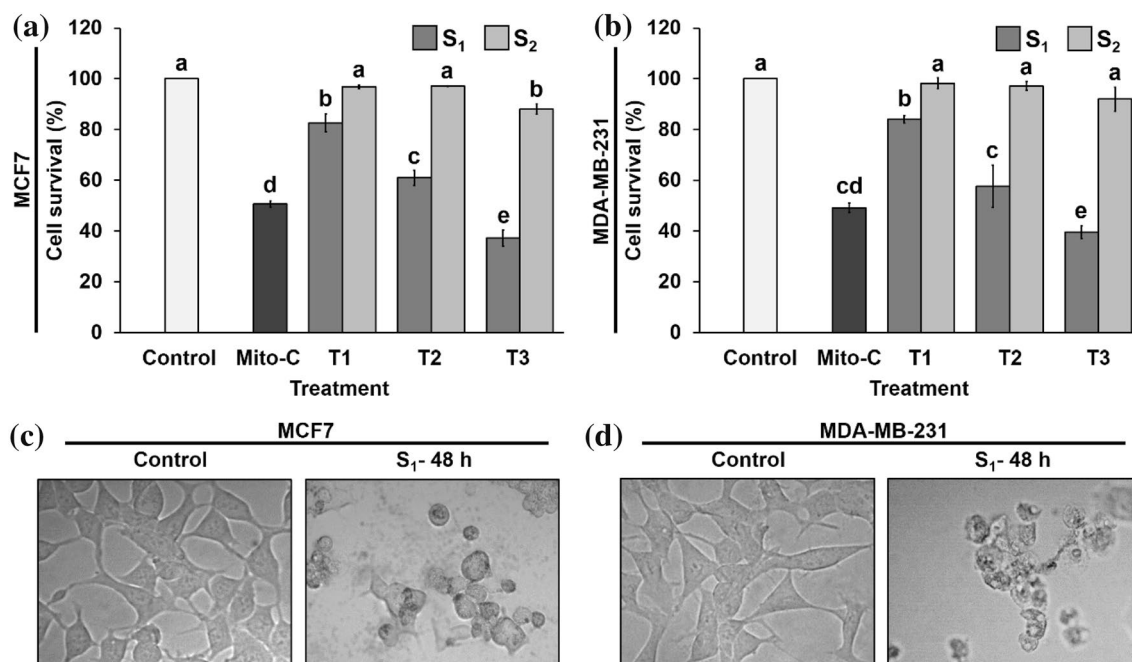 (a)
MCF7
Cell survival (%)
120
100
80
60
40
20
0
S₁ S₂
a
d
b a
c a
e b
Control Mito-C T1 T2 T3
Treatment
(b)
MDA-MB-231
Cell survival (%)
120
100
80
60
40
20
0
S₁ S₂
a
cd
b a
c a
e a
Control Mito-C T1 T2 T3
Treatment
(c)
MCF7
Control S₁- 48 h
(d)
MDA-MB-231
Control S₁- 48 h